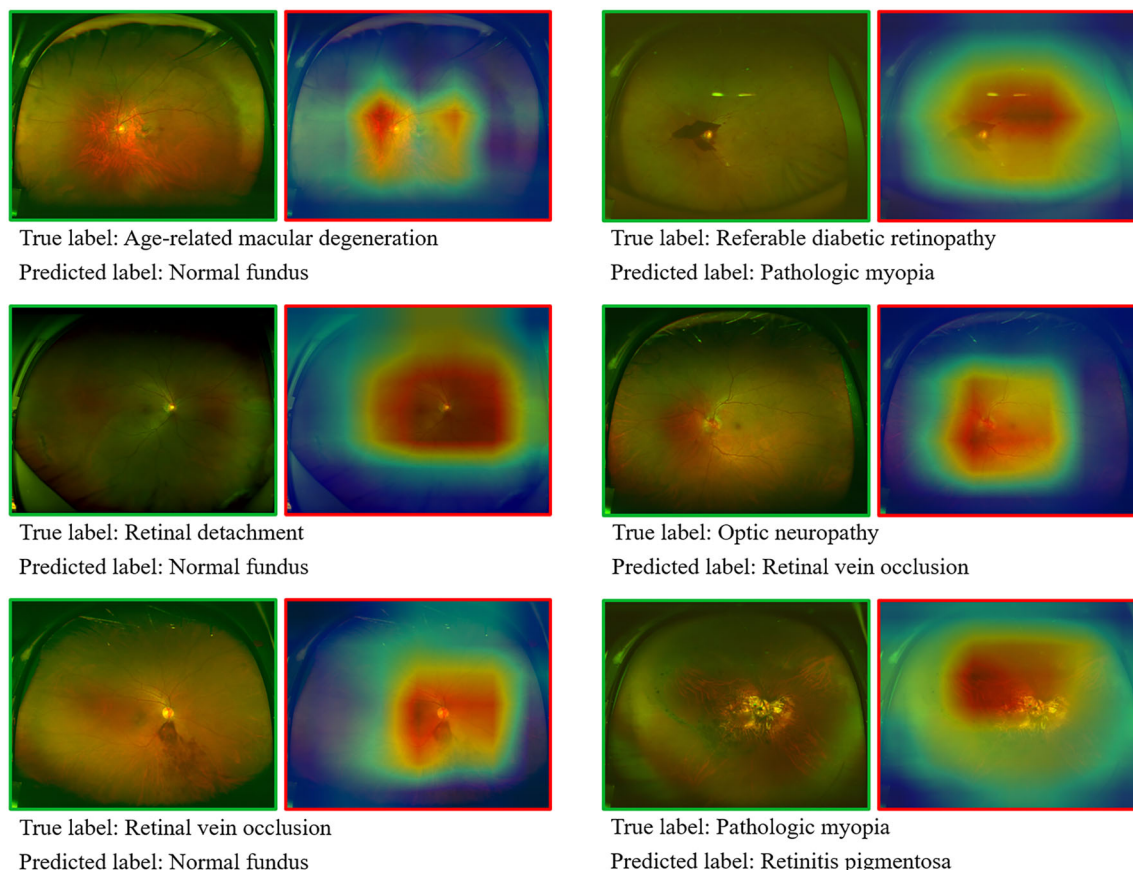 True label: Age-related macular degeneration
Predicted label: Normal fundus
True label: Referable diabetic retinopathy
Predicted label: Pathologic myopia
True label: Retinal detachment
Predicted label: Normal fundus
True label: Optic neuropathy
Predicted label: Retinal vein occlusion
True label: Retinal vein occlusion
Predicted label: Normal fundus
True label: Pathologic myopia
Predicted label: Retinitis pigmentosa